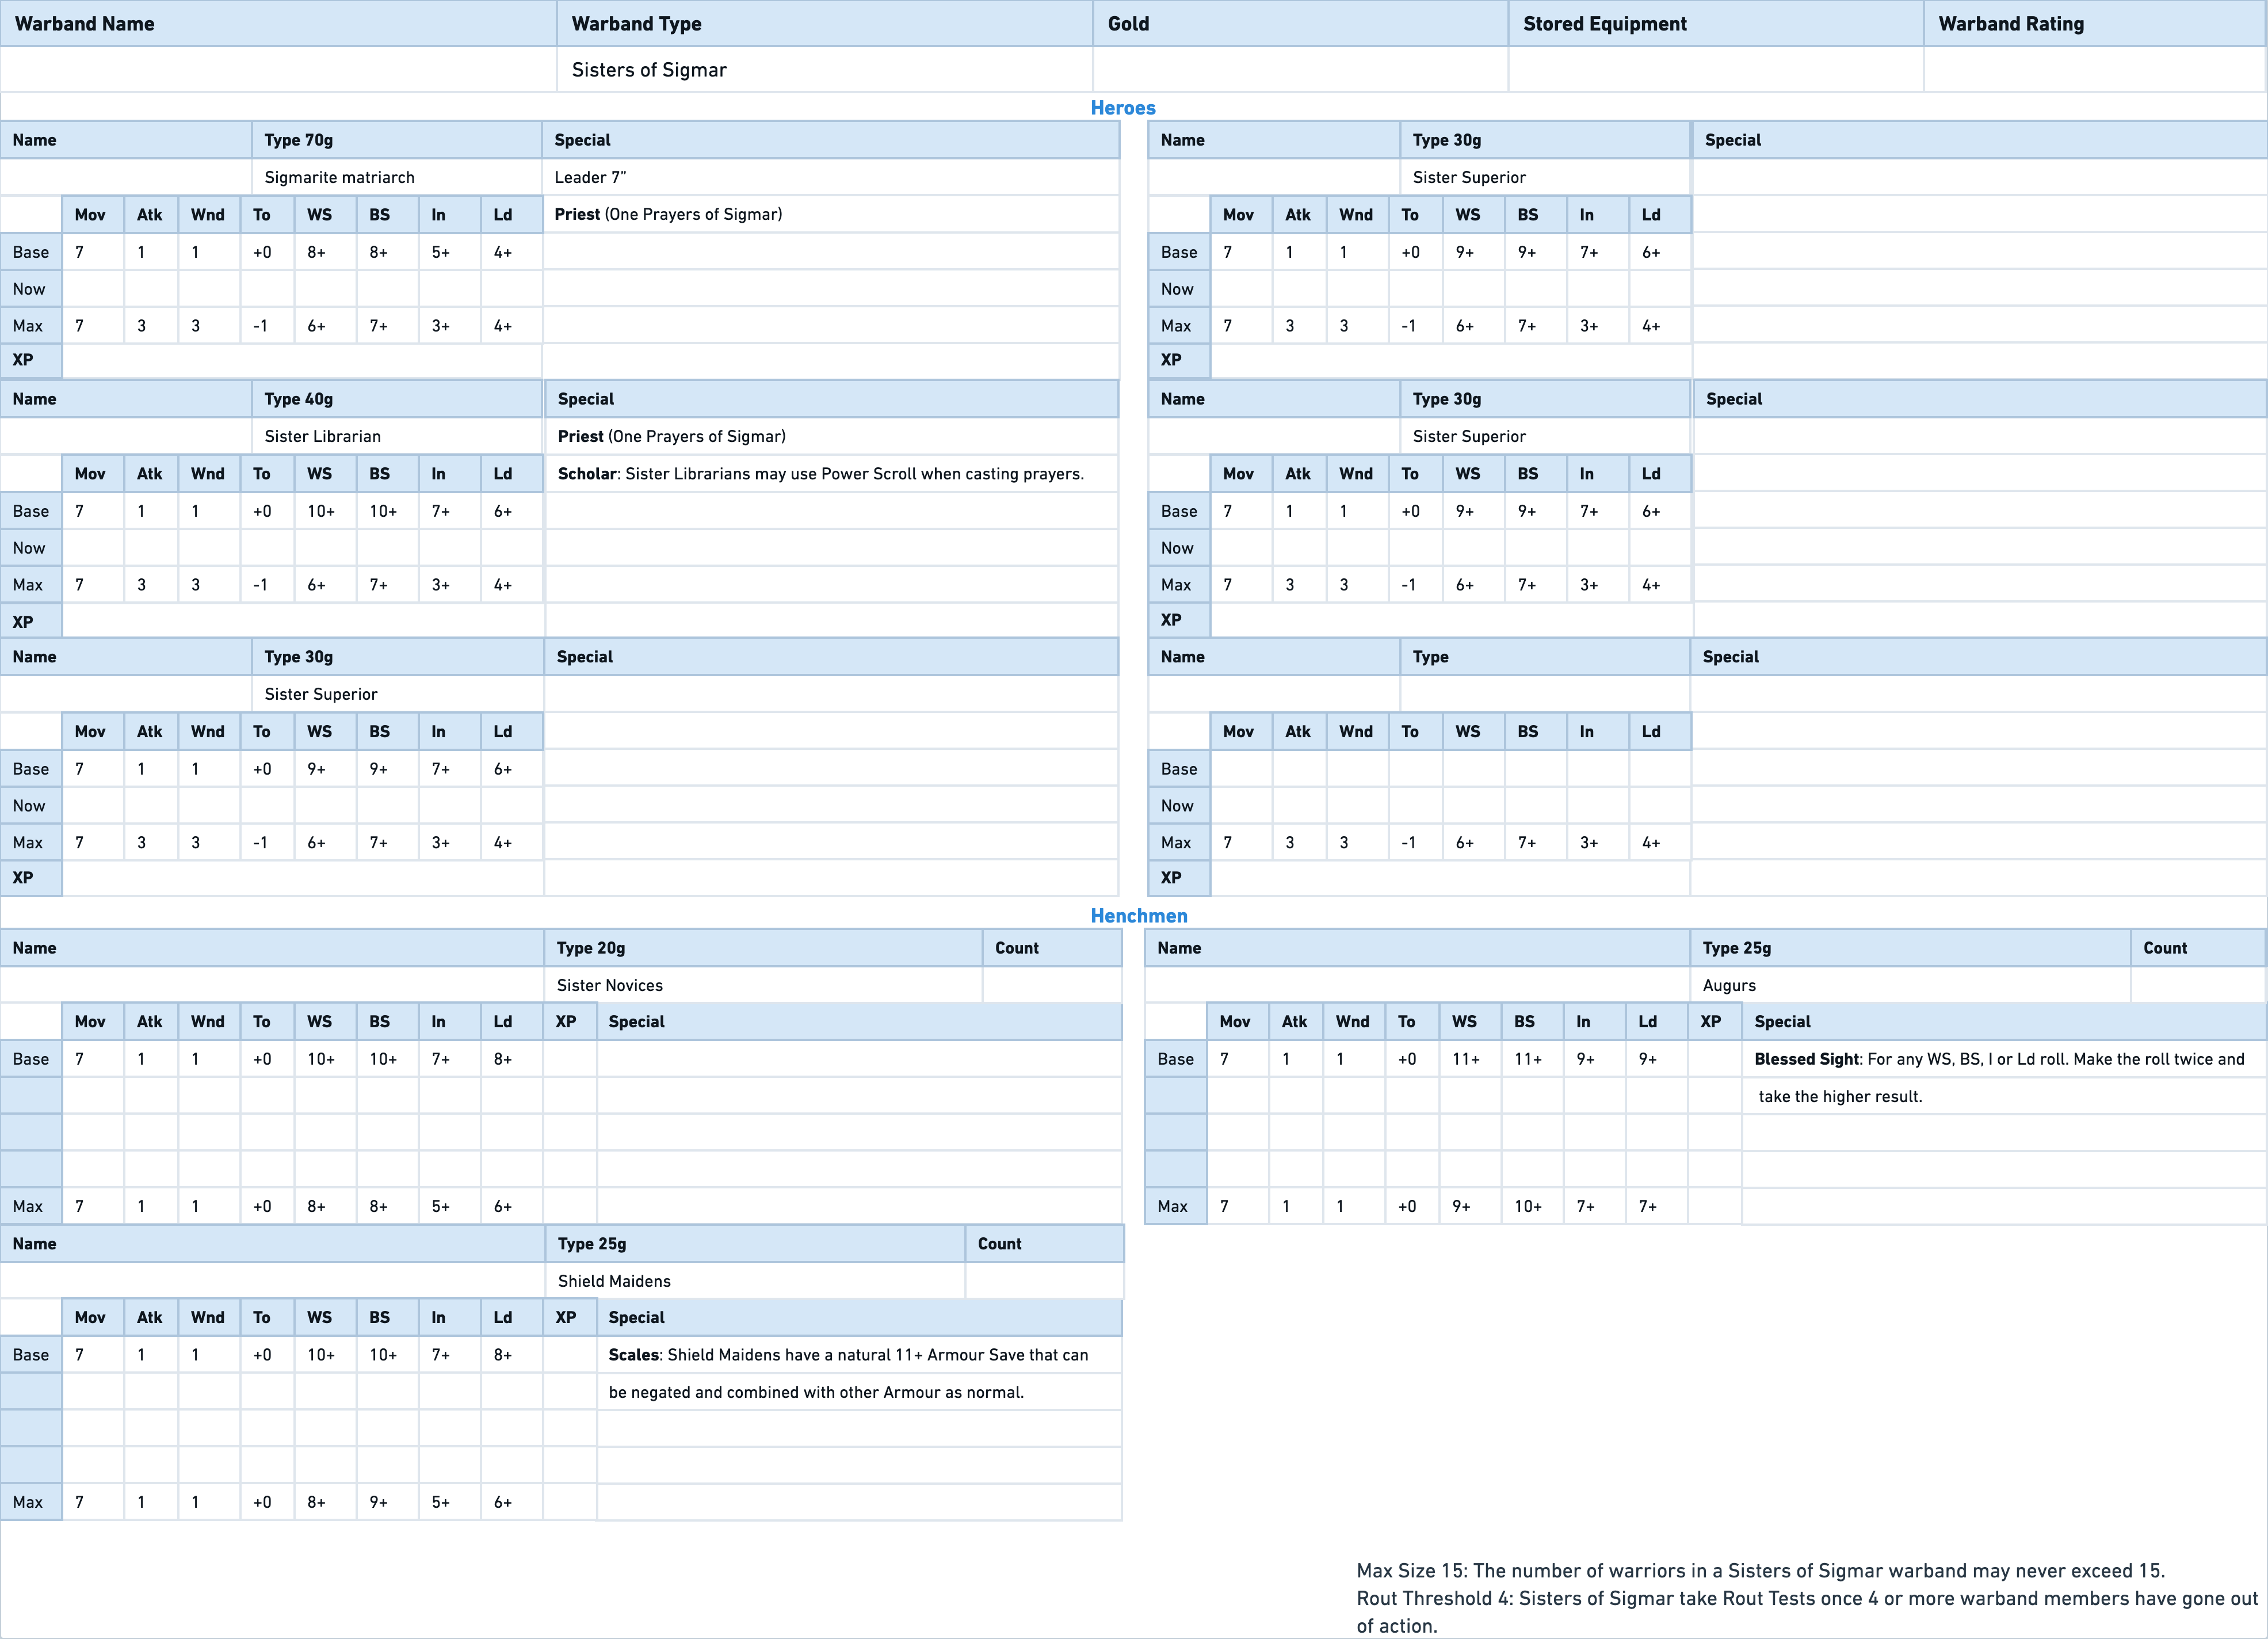 Warband Name Warband Type Gold Stored Equipment Warband Rating
Sisters of Sigmar
Heroes
Name Type 70g Special
Sigmarite matriarch Leader 7"
Mov Atk Wnd To WS BS In Ld Priest (One Prayers of Sigmar)
Base 7 1 1 +0 8+ 8+ 5+ 4+
Now
Max 7 3 3 -1 6+ 7+ 3+ 4+
XP
Name Type 30g Special
Sister Superior
Mov Atk Wnd To WS BS In Ld
Base 7 1 1 +0 9+ 9+ 7+ 6+
Now
Max 7 3 3 -1 6+ 7+ 3+ 4+
XP
Name Type 40g Special
Sister Librarian Priest (One Prayers of Sigmar)
Mov Atk Wnd To WS BS In Ld Scholar: Sister Librarians may use Power Scroll when casting prayers.
Base 7 1 1 +0 10+ 10+ 7+ 6+
Now
Max 7 3 3 -1 6+ 7+ 3+ 4+
XP
Name Type 30g Special
Sister Superior
Mov Atk Wnd To WS BS In Ld
Base 7 1 1 +0 9+ 9+ 7+ 6+
Now
Max 7 3 3 -1 6+ 7+ 3+ 4+
XP
Name Type 30g Special
Sister Superior
Mov Atk Wnd To WS BS In Ld
Base 7 1 1 +0 9+ 9+ 7+ 6+
Now
Max 7 3 3 -1 6+ 7+ 3+ 4+
XP
Name Type Special
Mov Atk Wnd To WS BS In Ld
Base
Now
Max 7 3 3 -1 6+ 7+ 3+ 4+
XP
Henchmen
Name Type 20g Count
Sister Novices
Mov Atk Wnd To WS BS In Ld XP Special
Base 7 1 1 +0 10+ 10+ 7+ 8+
Max 7 1 1 +0 8+ 8+ 5+ 6+
Name Type 25g Count
Augurs
Mov Atk Wnd To WS BS In Ld XP Special
Base 7 1 1 +0 11+ 11+ 9+ 9+ Blessed Sight: For any WS, BS, I or Ld roll. Make the roll twice and
take the higher result.
Max 7 1 1 +0 9+ 10+ 7+ 7+
Name Type 25g Count
Shield Maidens
Mov Atk Wnd To WS BS In Ld XP Special
Base 7 1 1 +0 10+ 10+ 7+ 8+ Scales: Shield Maidens have a natural 11+ Armour Save that can
be negated and combined with other Armour as normal.
Max 7 1 1 +0 8+ 9+ 5+ 6+
Max Size 15: The number of warriors in a Sisters of Sigmar warband may never exceed 15.
Rout Threshold 4: Sisters of Sigmar take Rout Tests once 4 or more warband members have gone out
of action.